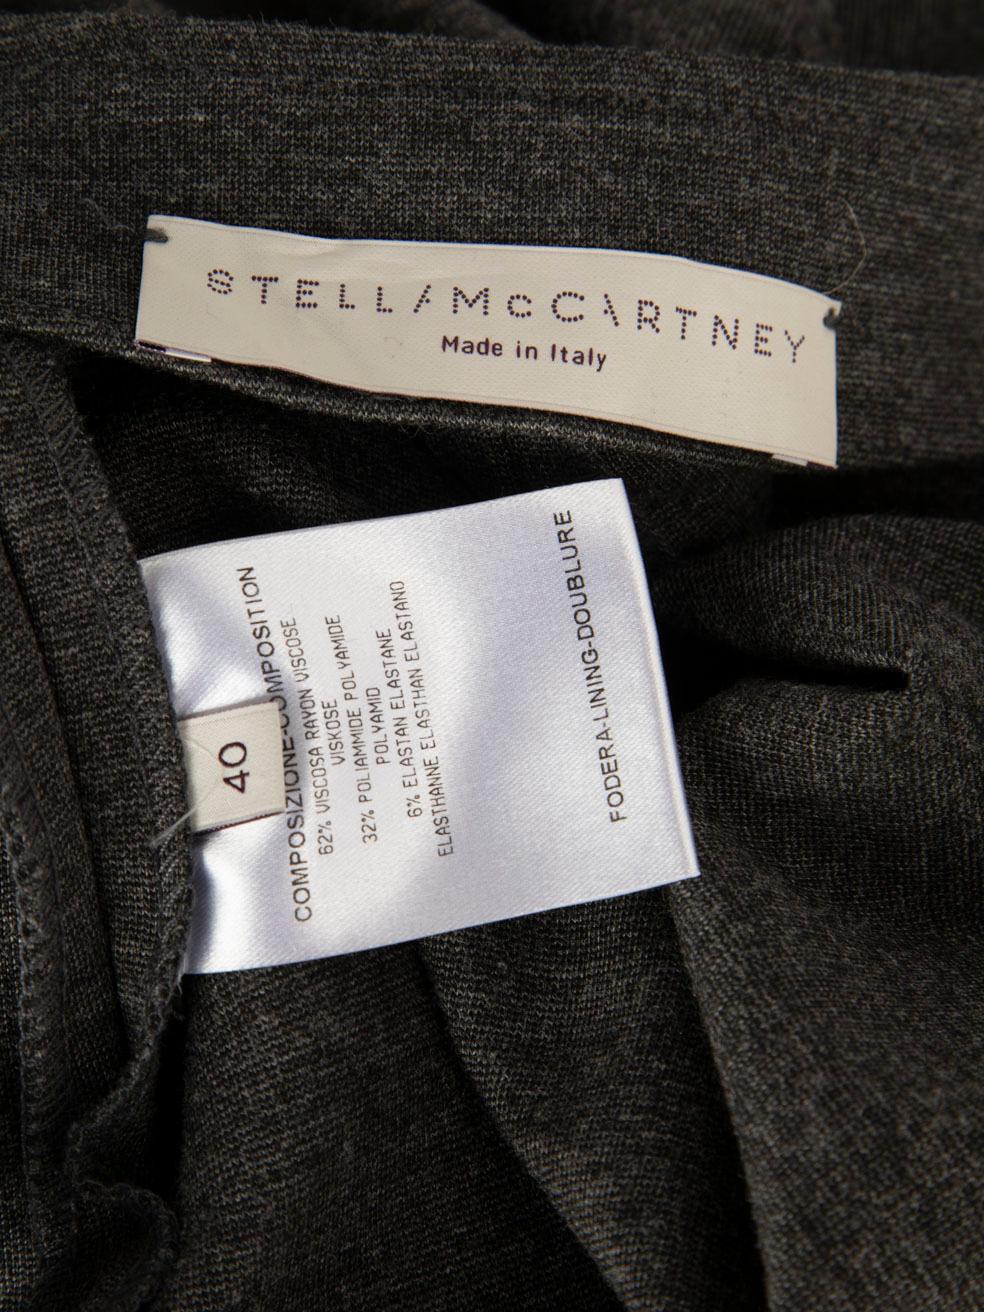 STELLA McCARTNEY
Made in Italy
40
COMPOSIZIONE-COMPOSITION
62% VISCOSA RAYON VISCOSE
VISKOSE
32% POLIAMMIDE POLYAMIDE
POLYAMID
6% ELASTAN ELASTANE
ELASTHANNE ELASTHAN ELASTANO
FODERA-LINING-DOUBLURE